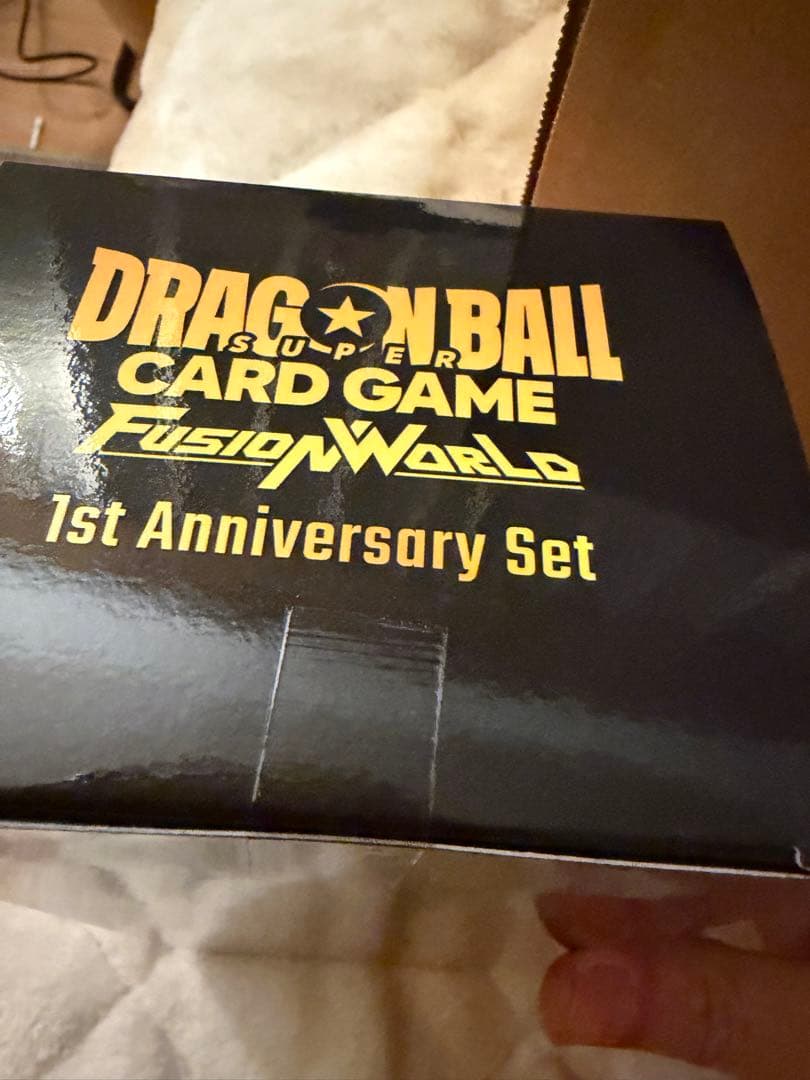 DRAGON BALL
SUPER
CARD GAME
FUSION WORLD
1st Anniversary Set